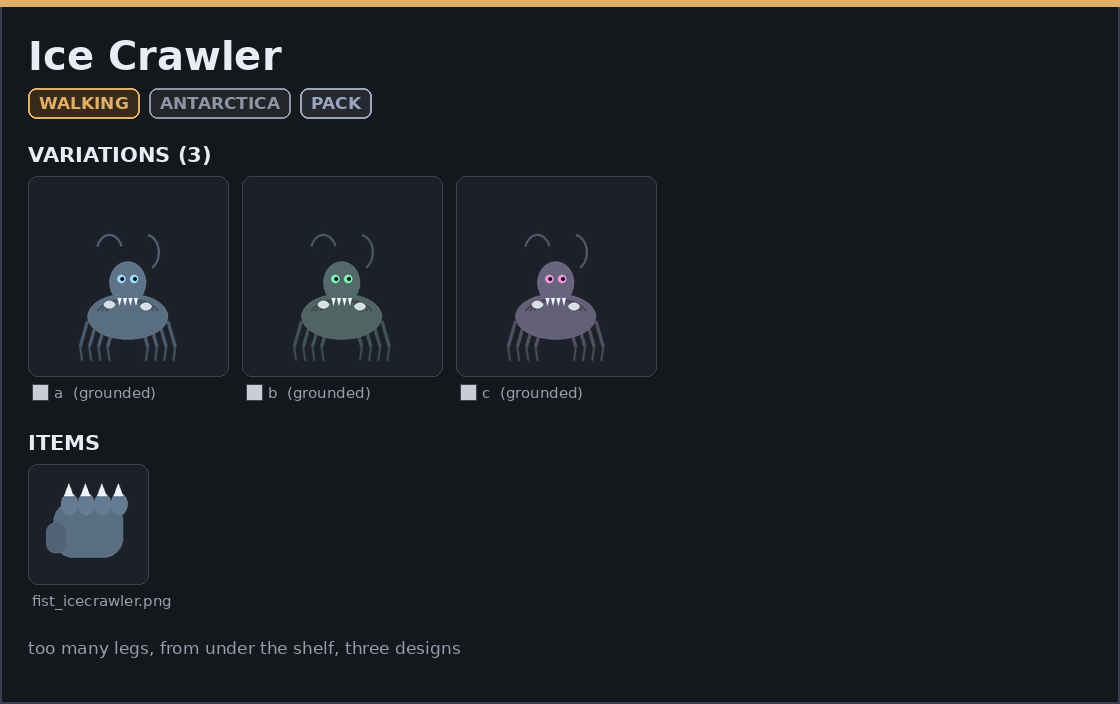 Ice Crawler
WALKING ANTARCTICA PACK
VARIATIONS (3)
a (grounded) b (grounded) c (grounded)
ITEMS
fist_icecrawler.png
too many legs, from under the shelf, three designs